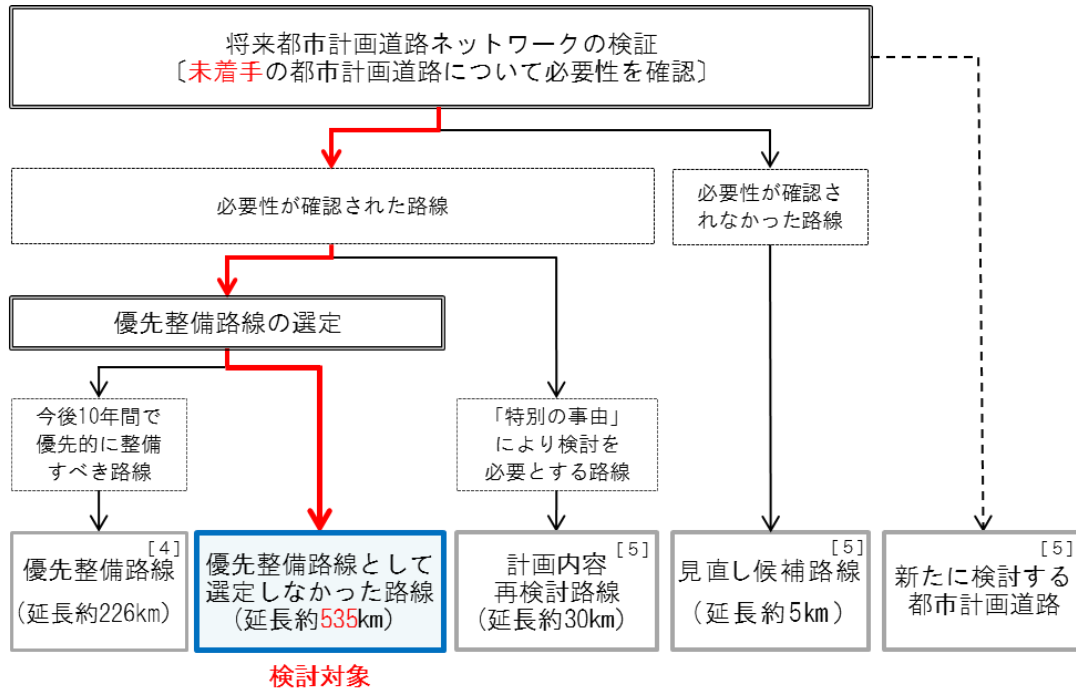 将来都市計画道路ネットワークの検証
〔未着手の都市計画道路について必要性を確認〕
必要性が確認された路線
必要性が確認さ
れなかった路線
優先整備路線の選定
今後10年間で
優先的に整備
すべき路線
「特別の事由」
により検討を
必要とする路線
[4]
優先整備路線
(延長約226km)
優先整備路線として
選定しなかった路線
(延長約535km)
[5]
計画内容
再検討路線
(延長約30km)
[5]
見直し候補路線
(延長約5km)
[5]
新たに検討する
都市計画道路
検討対象